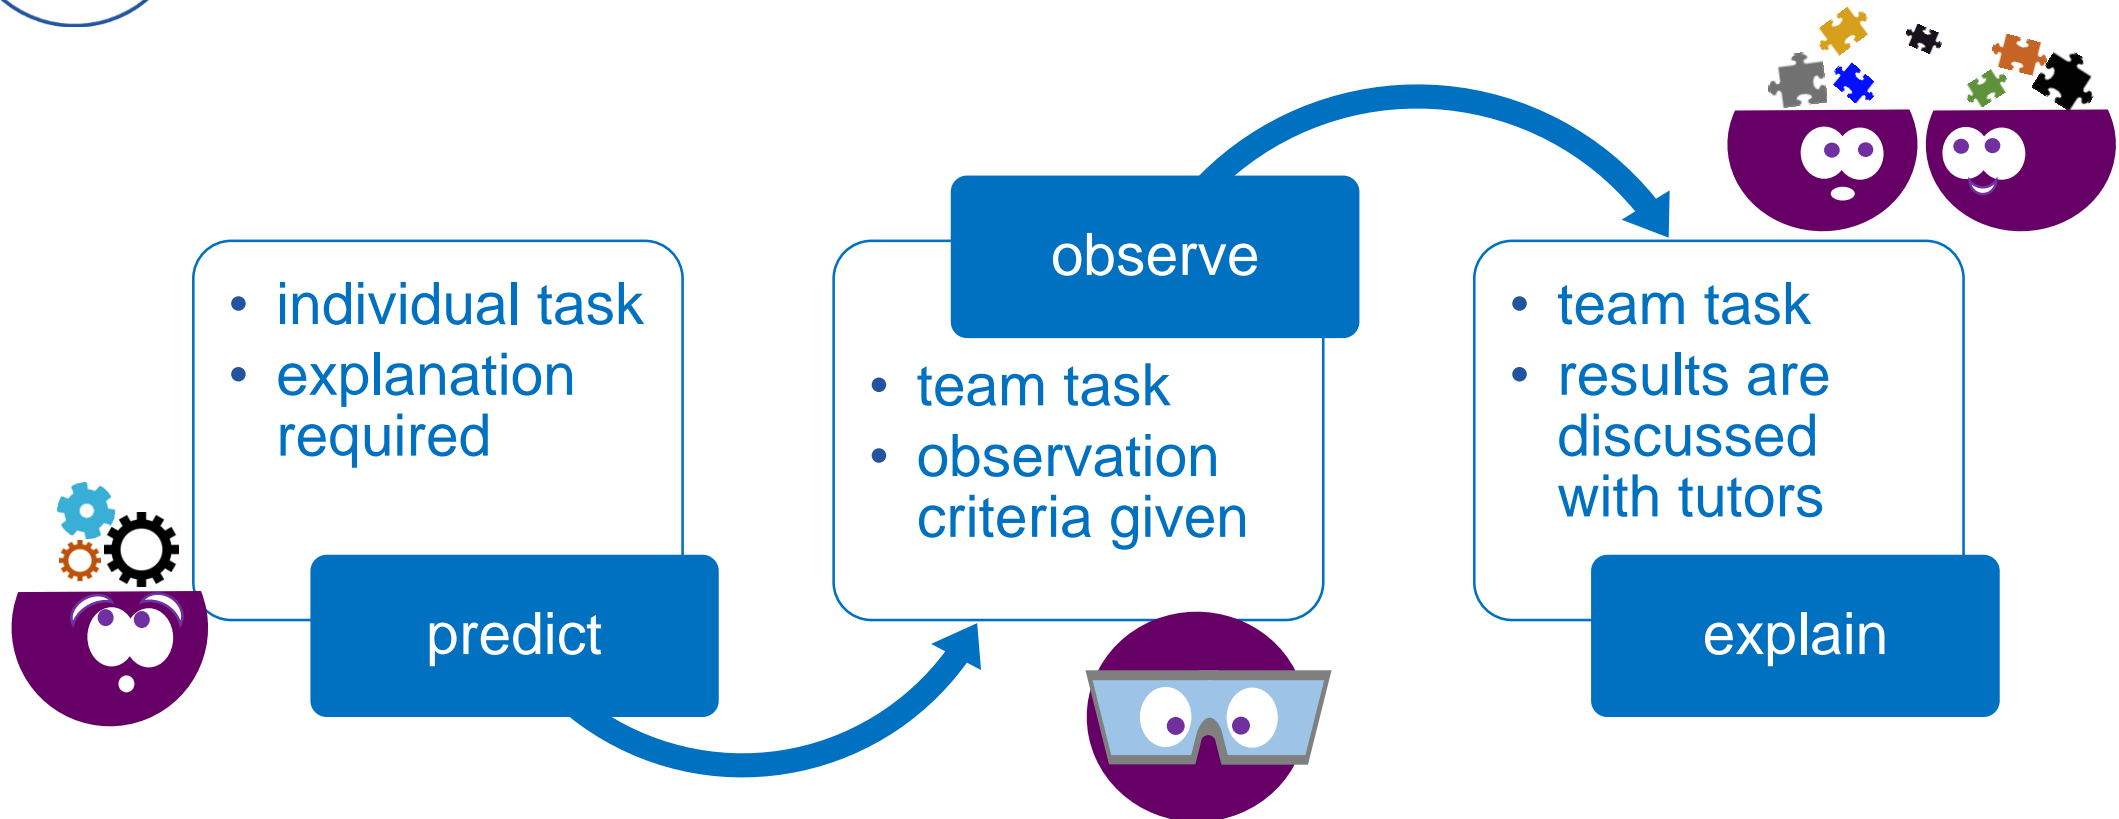 • individual task
• explanation
required
predict
observe
• team task
• observation
criteria given
• team task
• results are
discussed
with tutors
explain